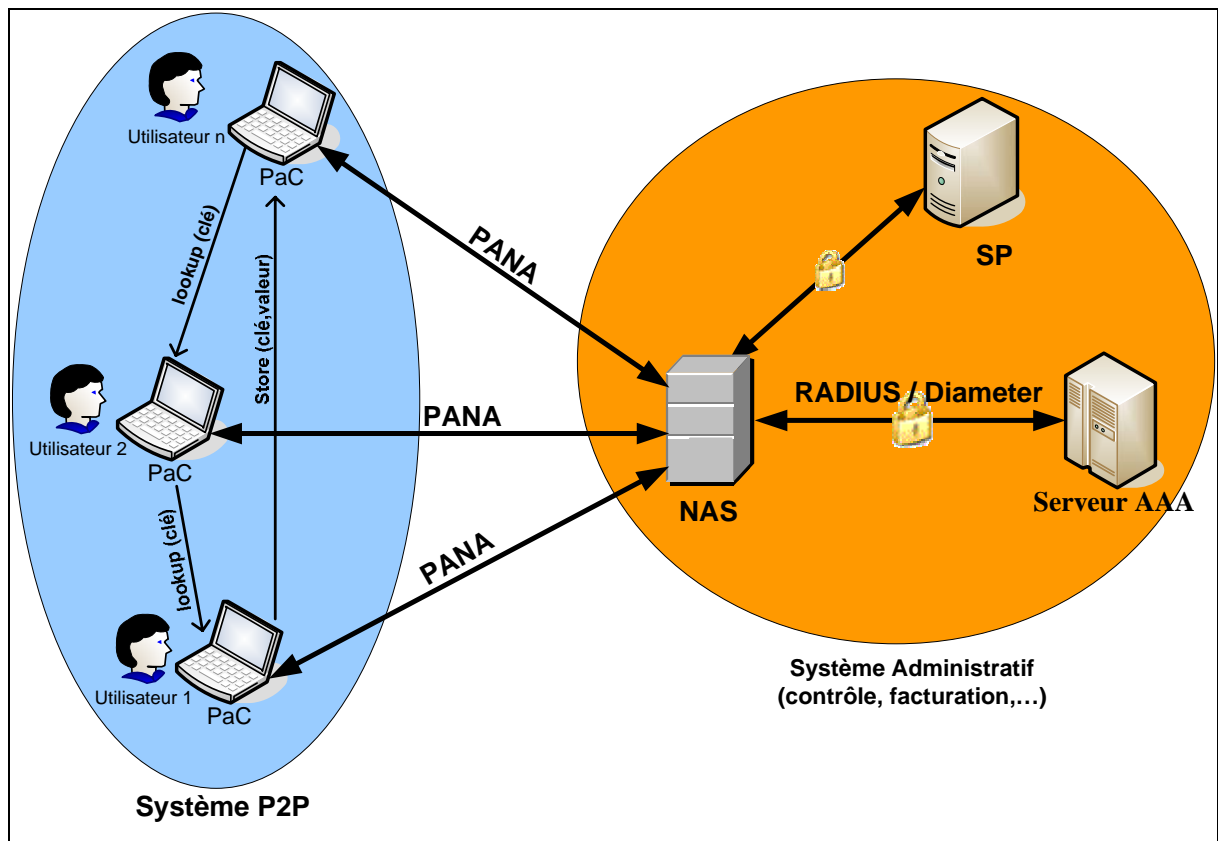 Utilisateur n
PaC
lookup (clé)
Store (clé,valeur)
PANA
SP
Utilisateur 2
PaC
PANA
RADIUS / Diameter
NAS
Serveur AAA
lookup (clé)
PANA
Utilisateur 1
PaC
Système Administratif
(contrôle, facturation,…)
Système P2P